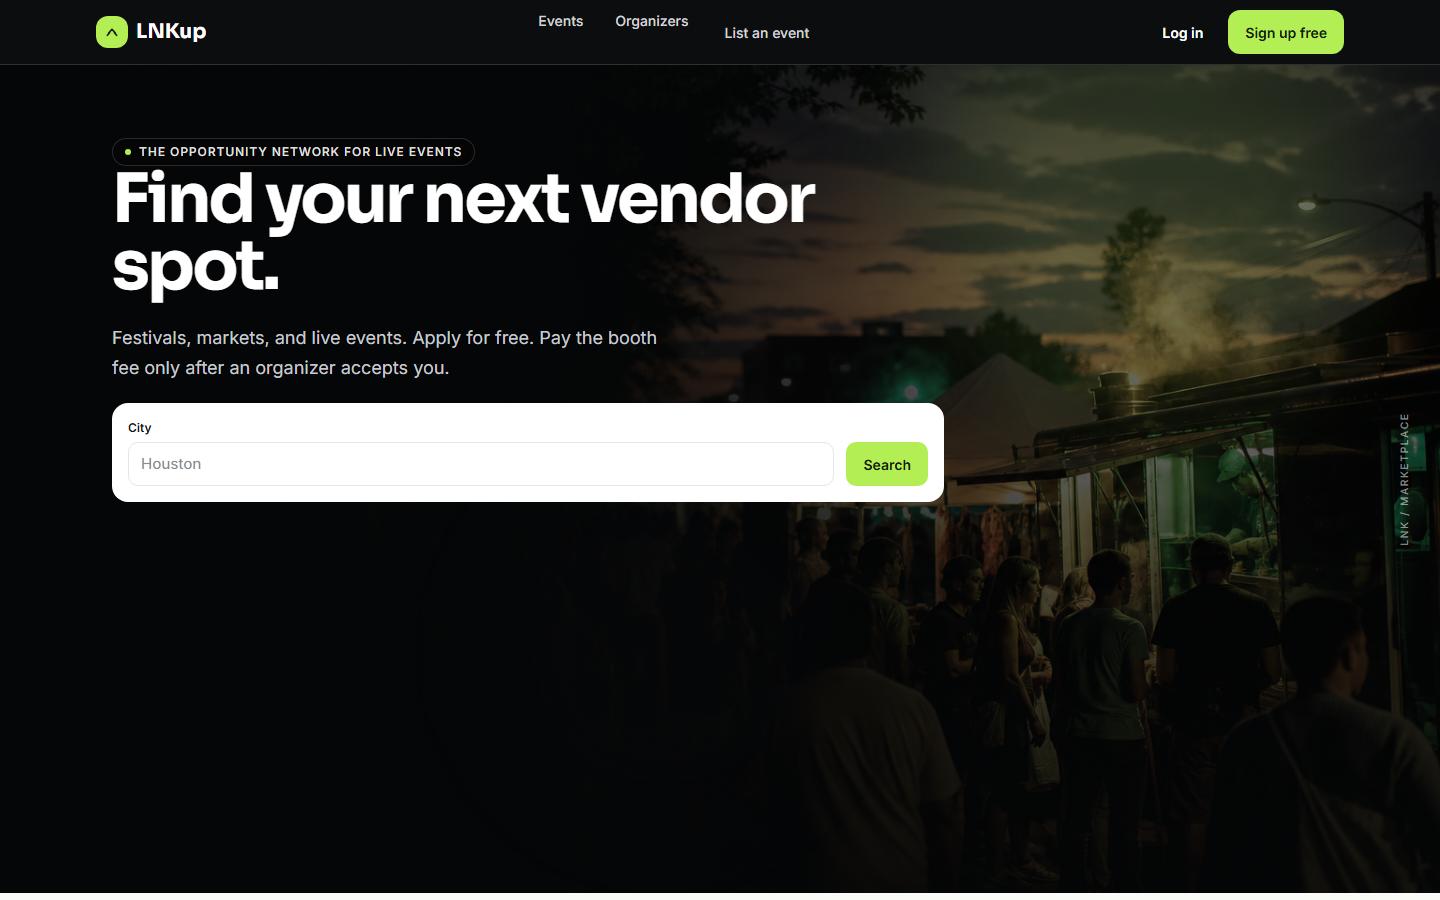 LNKup
Events
Organizers
List an event
Log in
Sign up free
THE OPPORTUNITY NETWORK FOR LIVE EVENTS
Find your next vendor
spot.
Festivals, markets, and live events. Apply for free. Pay the booth
fee only after an organizer accepts you.
City
Houston
Search
LNK / MARKETPLACE